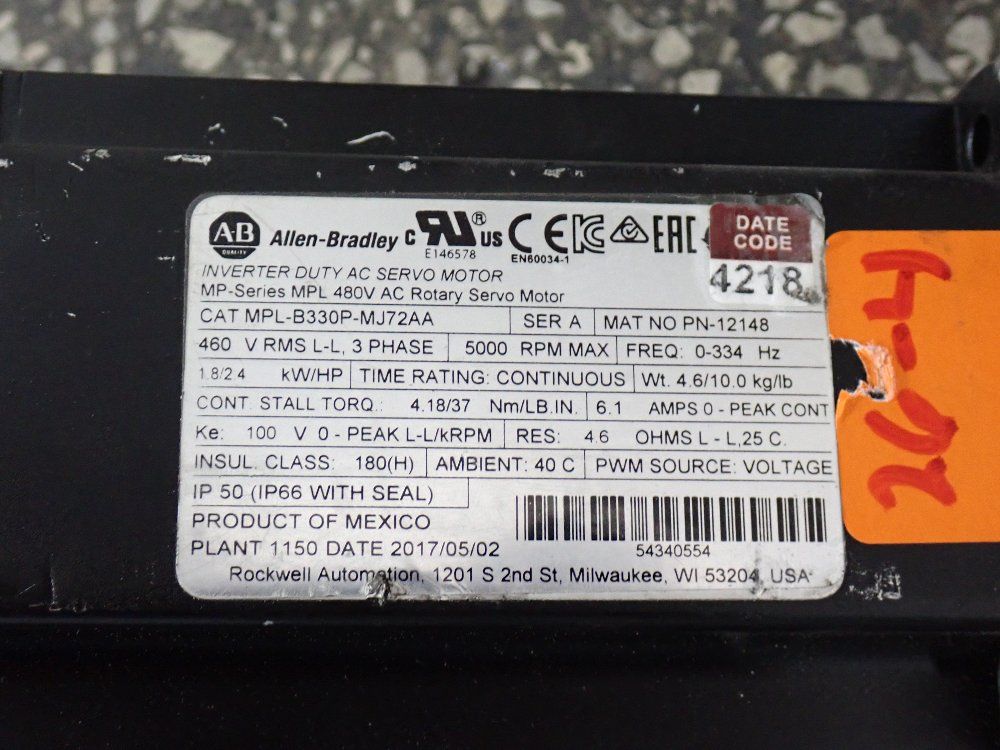 A-B
QUALITY
Allen-Bradley
C RU US ®
E146578
CE
EN60034-1
KC
EAC
DATE
CODE
4218
INVERTER DUTY AC SERVO MOTOR
MP-Series MPL 480V AC Rotary Servo Motor
CAT MPL-B330P-MJ72AA SER A MAT NO PN-12148
460 V RMS L-L, 3 PHASE 5000 RPM MAX FREQ: 0-334 Hz
1.8/2.4 kW/HP TIME RATING: CONTINUOUS Wt. 4.6/10.0 kg/lb
CONT. STALL TORQ.: 4.18/37 Nm/LB.IN. 6.1 AMPS 0 - PEAK CONT
Ke: 100 V 0 - PEAK L-L/kRPM RES: 4.6 OHMS L - L,25 C.
INSUL. CLASS: 180(H) AMBIENT: 40 C PWM SOURCE: VOLTAGE
IP 50 (IP66 WITH SEAL)
PRODUCT OF MEXICO
PLANT 1150 DATE 2017/05/02
54340554
Rockwell Automation, 1201 S 2nd St, Milwaukee, WI 53204, USA